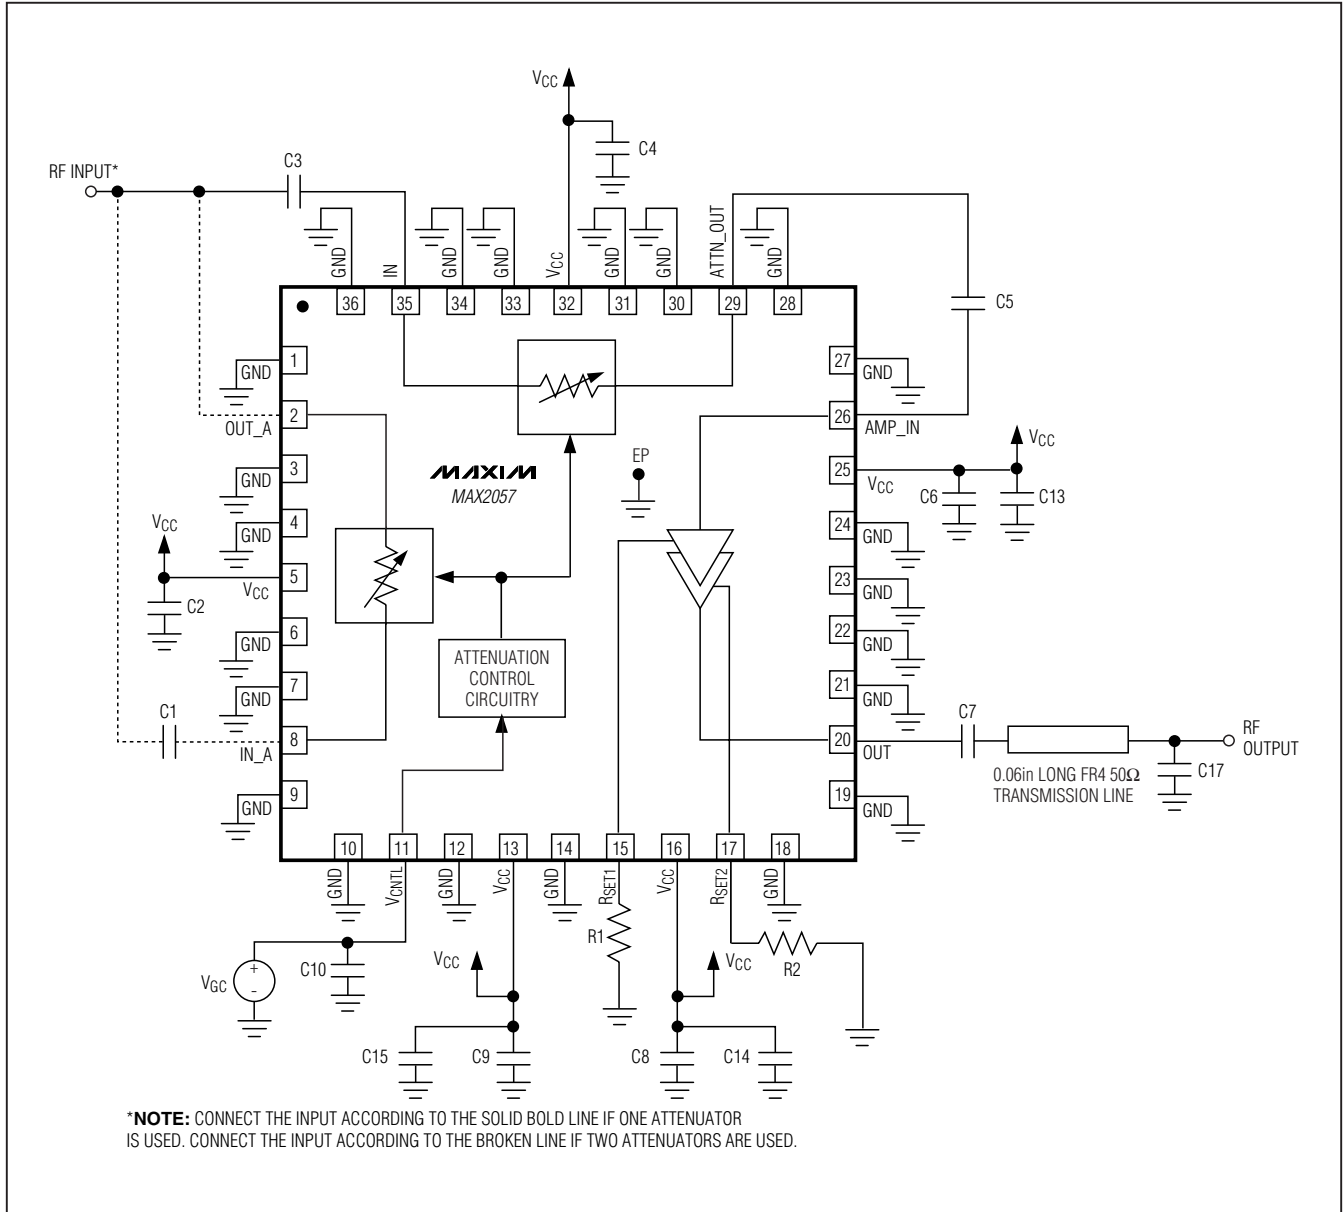 VCC
C4
RF INPUT*
C3
C5
GND
IN
GND
GND
VCC
GND
GND
ATTN_OUT
GND
36
35
34
33
32
31
30
29
28
1
GND
2
OUT_A
3
GND
4
GND
VCC
5
VCC
C2
6
GND
7
GND
C1
8
IN_A
9
GND
MAXIM
MAX2057
EP
ATTENUATION
CONTROL
CIRCUITRY
27
GND
26
AMP_IN
25
VCC
VCC
C6
C13
24
GND
23
GND
22
GND
21
GND
20
OUT
C7
RF
OUTPUT
0.06in LONG FR4 50Ω
TRANSMISSION LINE
C17
19
GND
10
11
12
13
14
15
16
17
18
GND
VCNTL
GND
VCC
GND
RSET1
VCC
RSET2
GND
VGC
+
-
C10
VCC
R1
VCC
R2
C15
C9
C8
C14
*NOTE: CONNECT THE INPUT ACCORDING TO THE SOLID BOLD LINE IF ONE ATTENUATOR
IS USED. CONNECT THE INPUT ACCORDING TO THE BROKEN LINE IF TWO ATTENUATORS ARE USED.